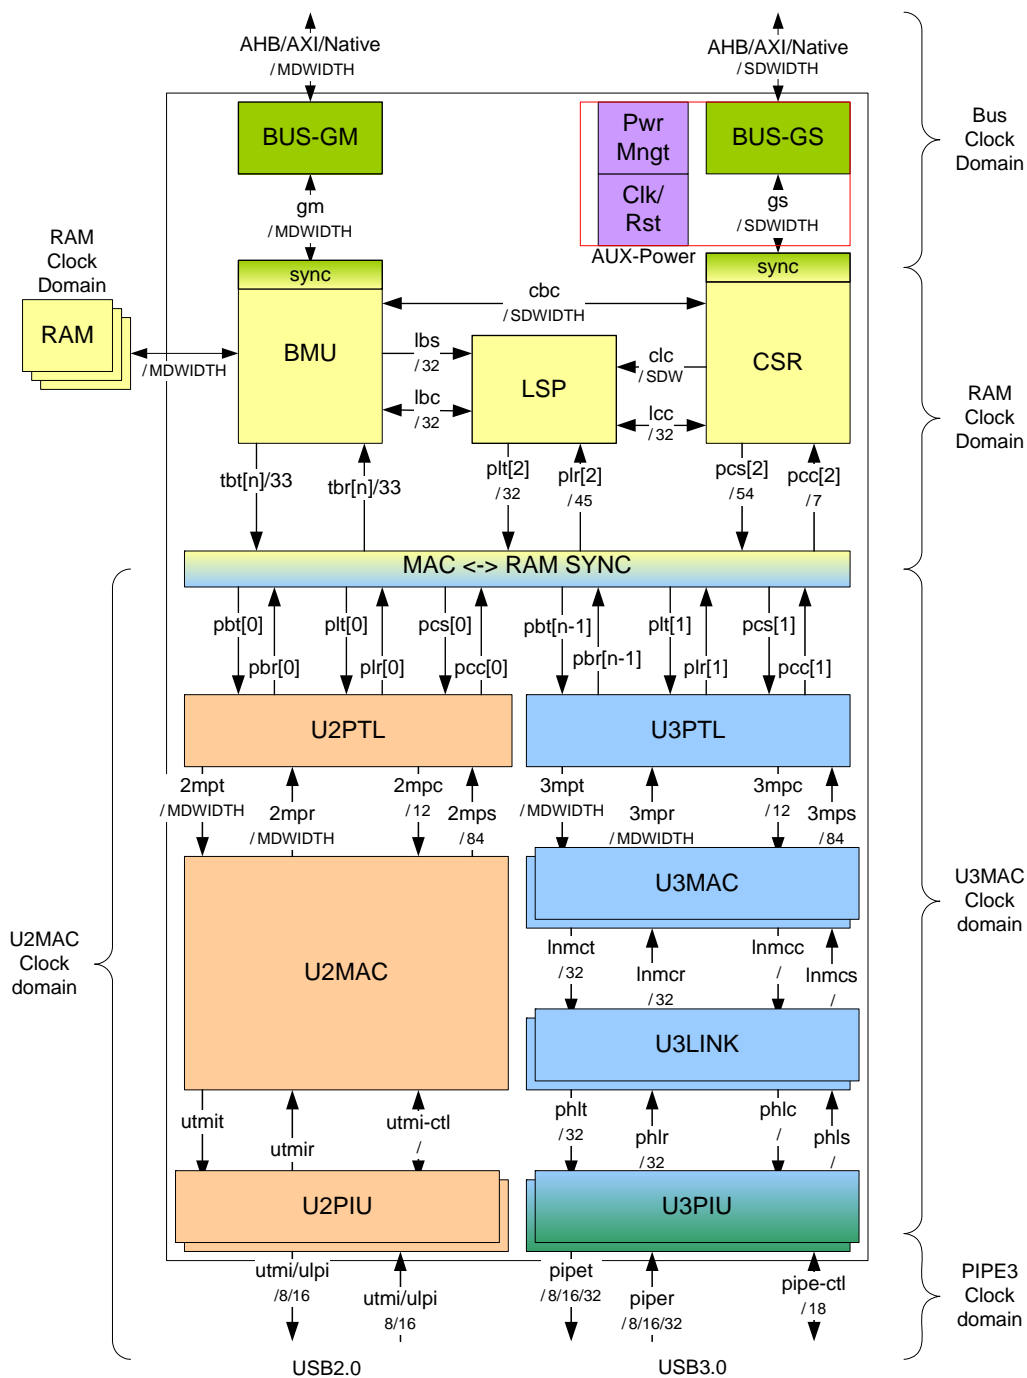 AHB/AXI/Native
/MDWIDTH
AHB/AXI/Native
/SDWIDTH
BUS-GM
Pwr
Mngt
BUS-GS
Bus
Clock
Domain
Clk/
Rst
gm
/MDWIDTH
gs
/SDWIDTH
AUX-Power
RAM
Clock
Domain
sync
sync
RAM
/MDWIDTH
BMU
cbc
/SDWIDTH
lbs
/32
lbc
/32
LSP
clc
/SDW
lcc
/32
CSR
RAM
Clock
Domain
tbt[n]/33
tbr[n]/33
plt[2]
/32
plr[2]
/45
pcs[2]
/54
pcc[2]
/7
MAC <-> RAM SYNC
pbt[0]
pbr[0]
plt[0]
plr[0]
pcs[0]
pcc[0]
pbt[n-1]
pbr[n-1]
plt[1]
plr[1]
pcs[1]
pcc[1]
U2PTL
U3PTL
2mpt
/MDWIDTH
2mpr
/MDWIDTH
2mpc
/12
2mps
/84
3mpt
/MDWIDTH
3mpr
/MDWIDTH
3mpc
/12
3mps
/84
U3MAC
U3MAC
Clock
domain
U2MAC
Clock
domain
U2MAC
lnmct
/32
lnmcr
/32
lnmcc
/
lnmcs
/
U3LINK
utmit
utmir
utmi-ctl
/
phlt
/32
phlr
/32
phlc
/
phls
/
U2PIU
U3PIU
utmi/ulpi
/8/16
utmi/ulpi
8/16
pipet
/8/16/32
piper
/8/16/32
pipe-ctl
/18
PIPE3
Clock
domain
USB2.0
USB3.0